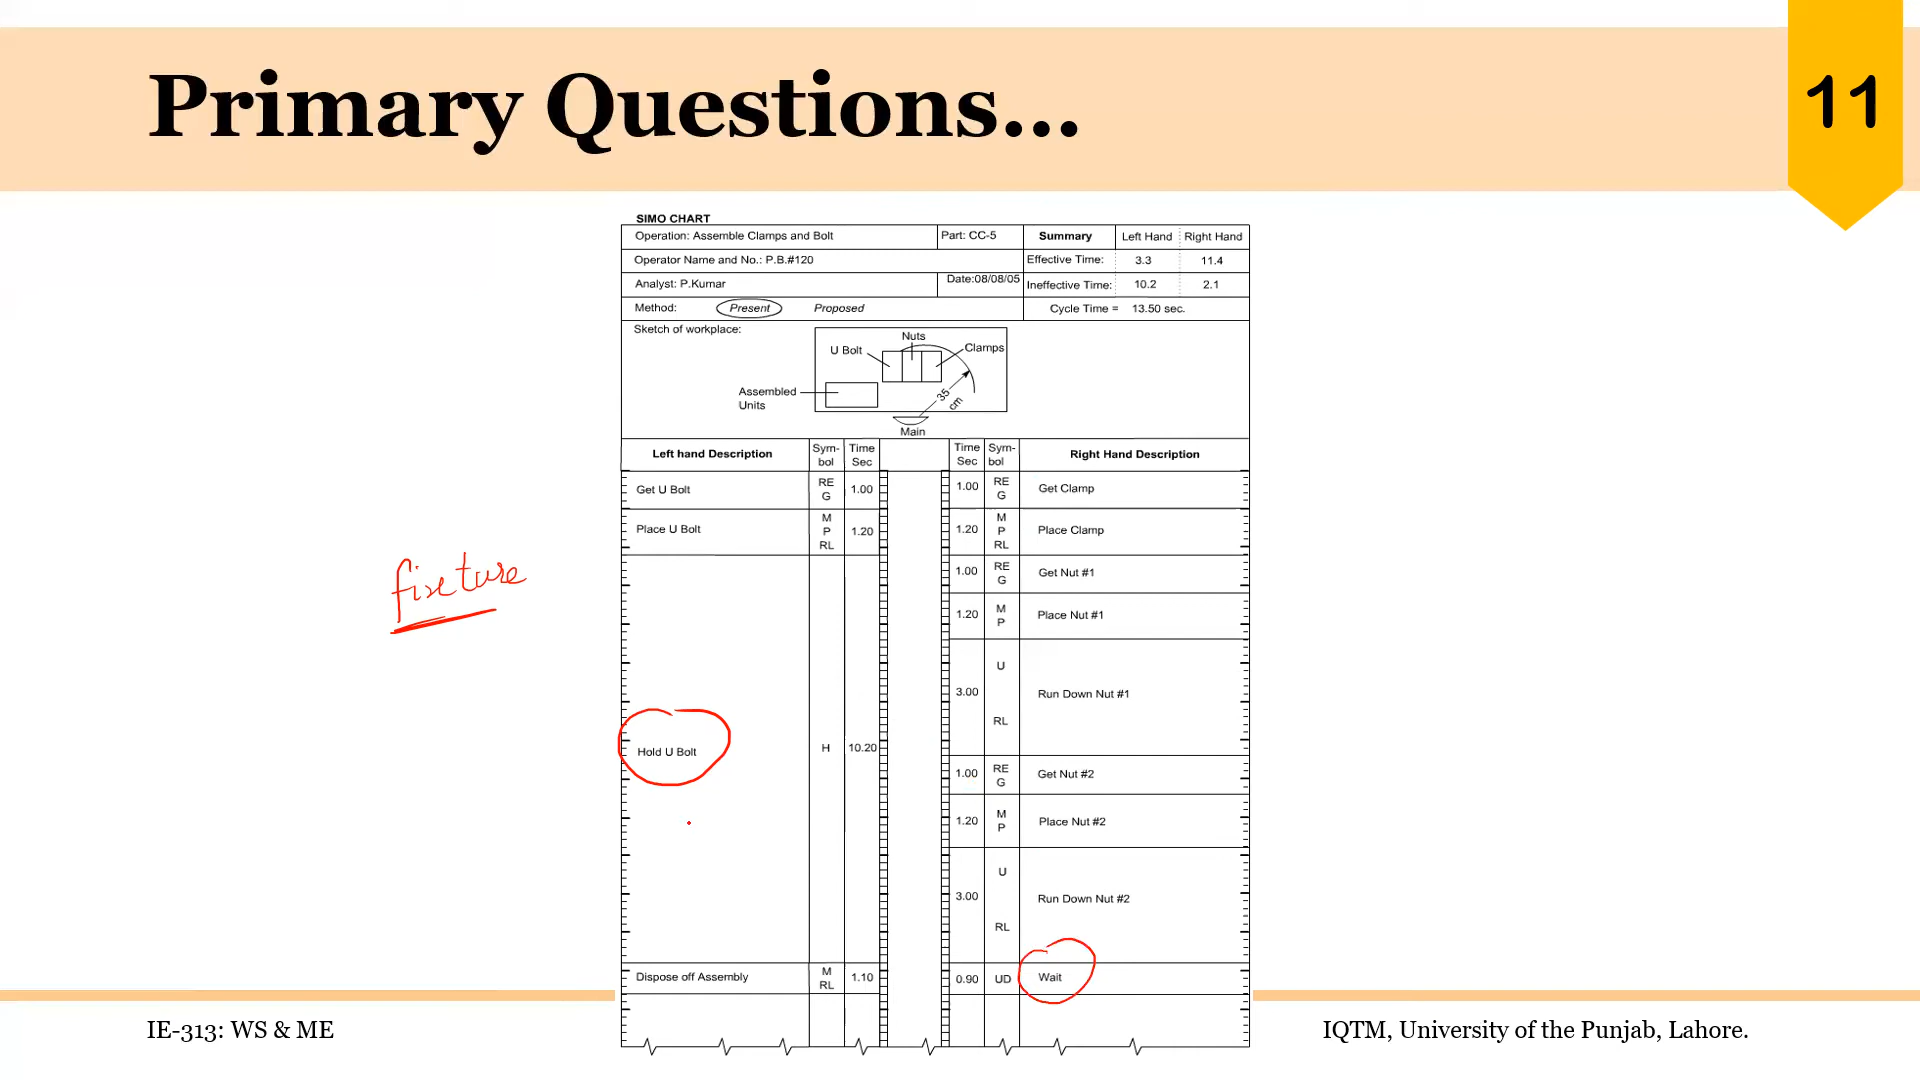 Primary Questions...
11
SIMO CHART
Operation: Assemble Clamps and Bolt Part: CC-5 Summary Left Hand Right Hand
Operator Name and No.: P.B.#120 Effective Time: 3.3 11.4
Analyst: P.Kumar Date:08/08/05 Ineffective Time: 10.2 2.1
Method: Present Proposed Cycle Time = 13.50 sec.
Sketch of workplace:
Nuts
U Bolt Clamps
Assembled Units
35 cm
Main
Left hand Description Sym-bol Time Sec Time Sec Sym-bol Right Hand Description
Get U Bolt RE G 1.00 1.00 RE G Get Clamp
Place U Bolt M P RL 1.20 1.20 M P RL Place Clamp
1.00 RE G Get Nut #1
fixture
1.20 M P Place Nut #1
3.00 U RL Run Down Nut #1
Hold U Bolt H 10.20
1.00 RE G Get Nut #2
1.20 M P Place Nut #2
3.00 U RL Run Down Nut #2
Dispose off Assembly M RL 1.10 0.90 UD Wait
IE-313: WS & ME
IQTM, University of the Punjab, Lahore.